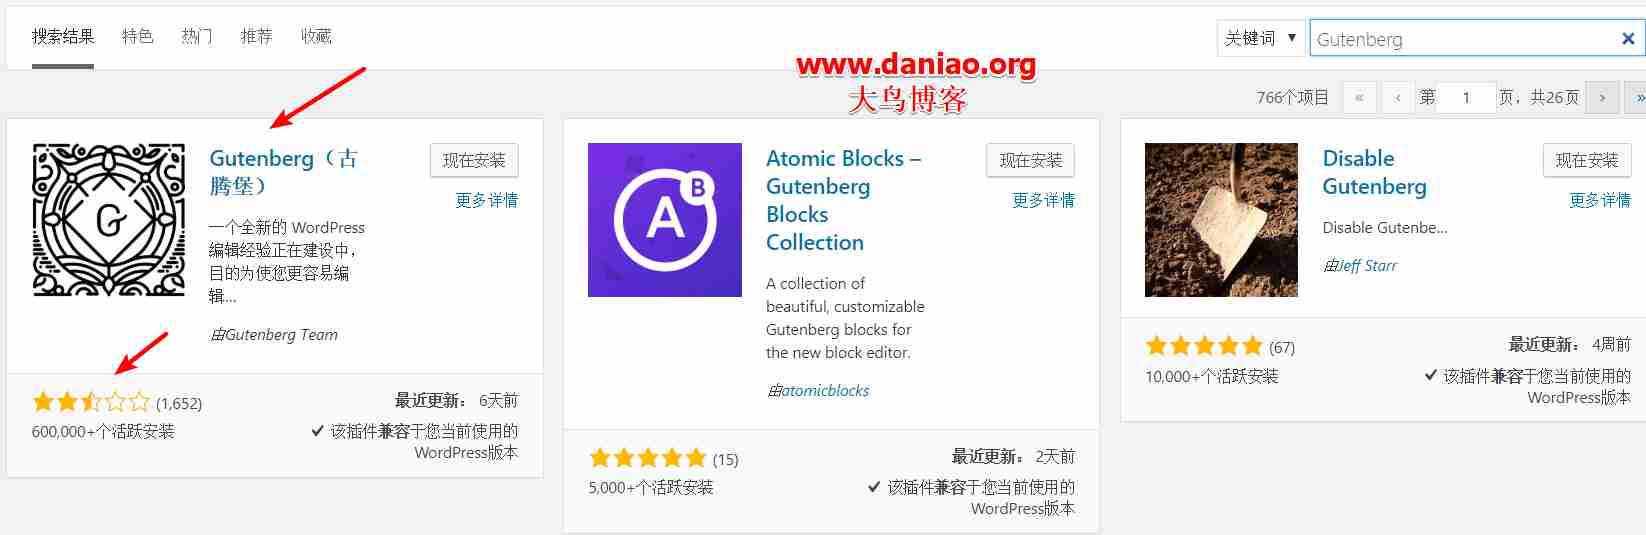 搜索结果 特色 热门 推荐 收藏 关键词 ▼ Gutenberg ×
www.daniao.org
大鸟博客
766个项目 « ‹ 第 1 页，共26页 › »
Gutenberg（古
腾堡）
现在安装
更多详情
一个全新的 WordPress
编辑经验正在建设中，
目的为使您更容易编
辑...
由Gutenberg Team
(1,652)
600,000+个活跃安装
最近更新： 6天前
✔ 该插件兼容于您当前使用的
WordPress版本
G
A B
Atomic Blocks –
Gutenberg
Blocks
Collection
现在安装
更多详情
A collection of
beautiful, customizable
Gutenberg blocks for
the new block editor.
由atomicblocks
(15)
5,000+个活跃安装
最近更新： 2天前
✔ 该插件兼容于您当前使用的
WordPress版本
Disable
Gutenberg
现在安装
更多详情
Disable Gutenbe...
由Jeff Starr
(67)
10,000+个活跃安装
最近更新： 4周前
✔ 该插件兼容于您当前使用的
WordPress版本